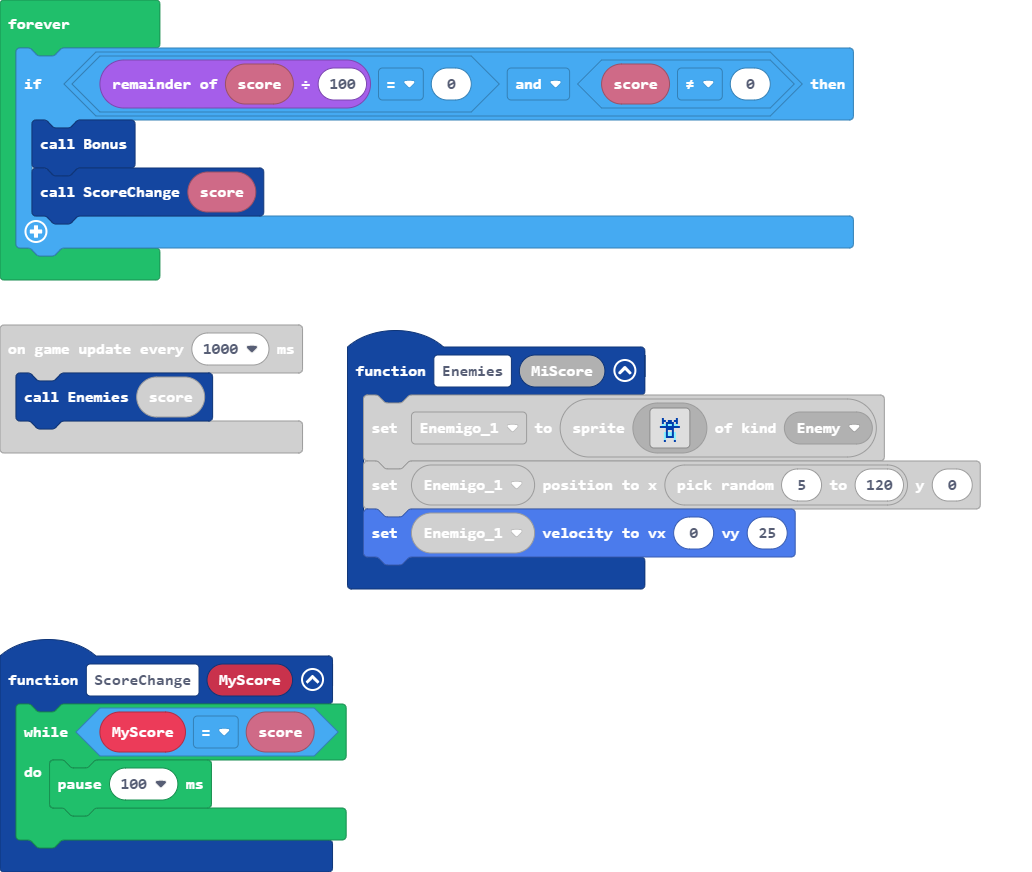 forever
if remainder of score ÷ 100 = 0 and score ≠ 0 then
call Bonus
call ScoreChange score
on game update every 1000 ms
call Enemies score
function Enemies MiScore
set Enemigo_1 to sprite of kind Enemy
set Enemigo_1 position to x pick random 5 to 120 y 0
set Enemigo_1 velocity to vx 0 vy 25
function ScoreChange MyScore
while MyScore = score
do pause 100 ms